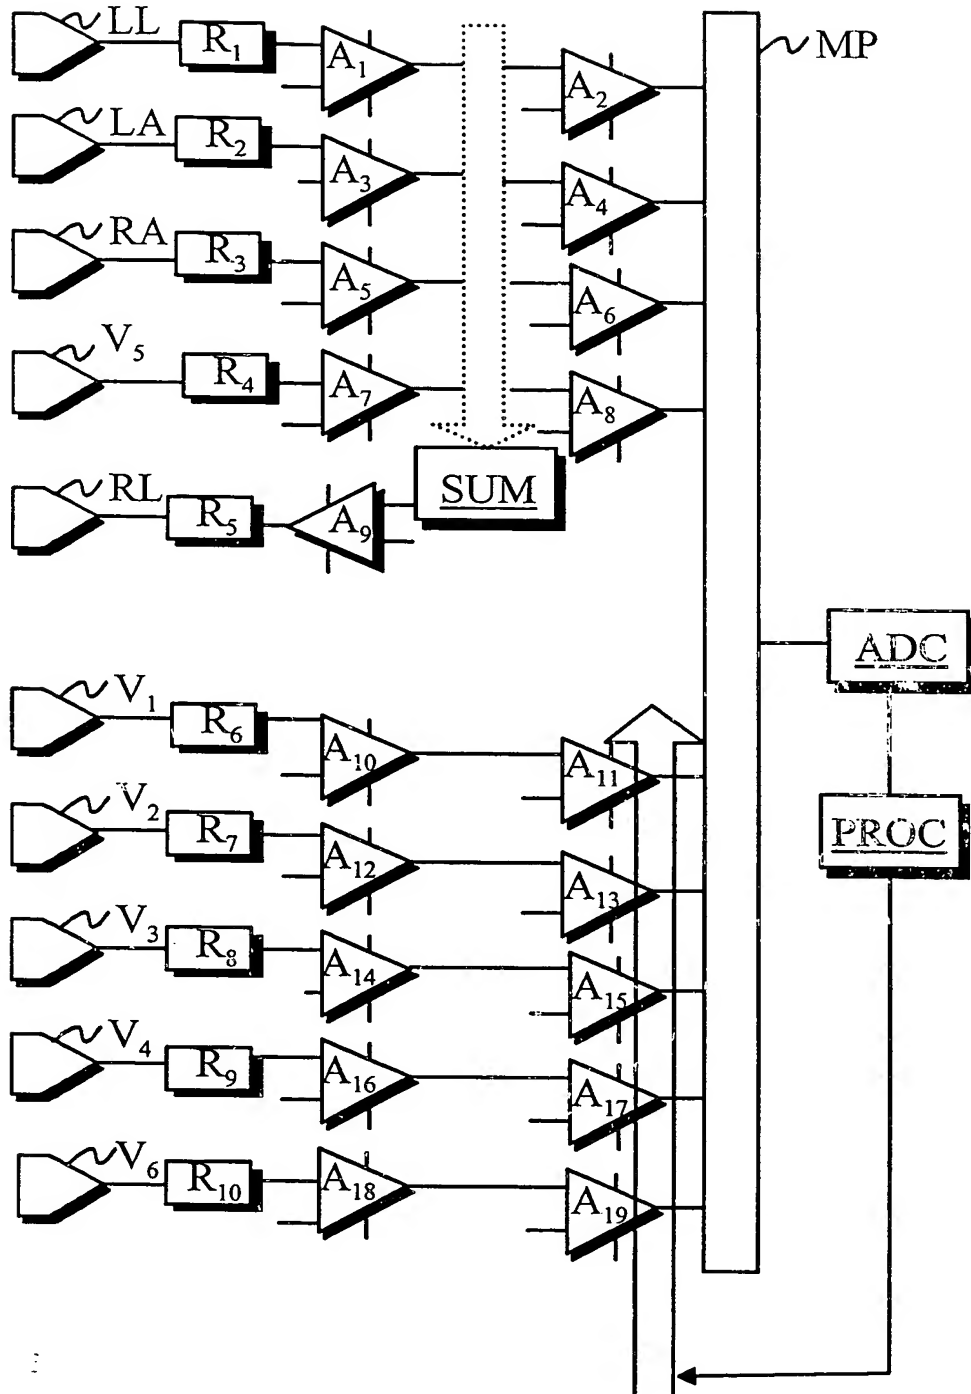 LL R₁ A₁ A₂ MP
LA R₂ A₃ A₄
RA R₃ A₅ A₆
V₅ R₄ A₇ A₈
RL R₅ A₉ SUM
ADC
V₁ R₆ A₁₀ A₁₁
V₂ R₇ A₁₂ A₁₃ PROC
V₃ R₈ A₁₄ A₁₅
V₄ R₉ A₁₆ A₁₇
V₆ R₁₀ A₁₈ A₁₉